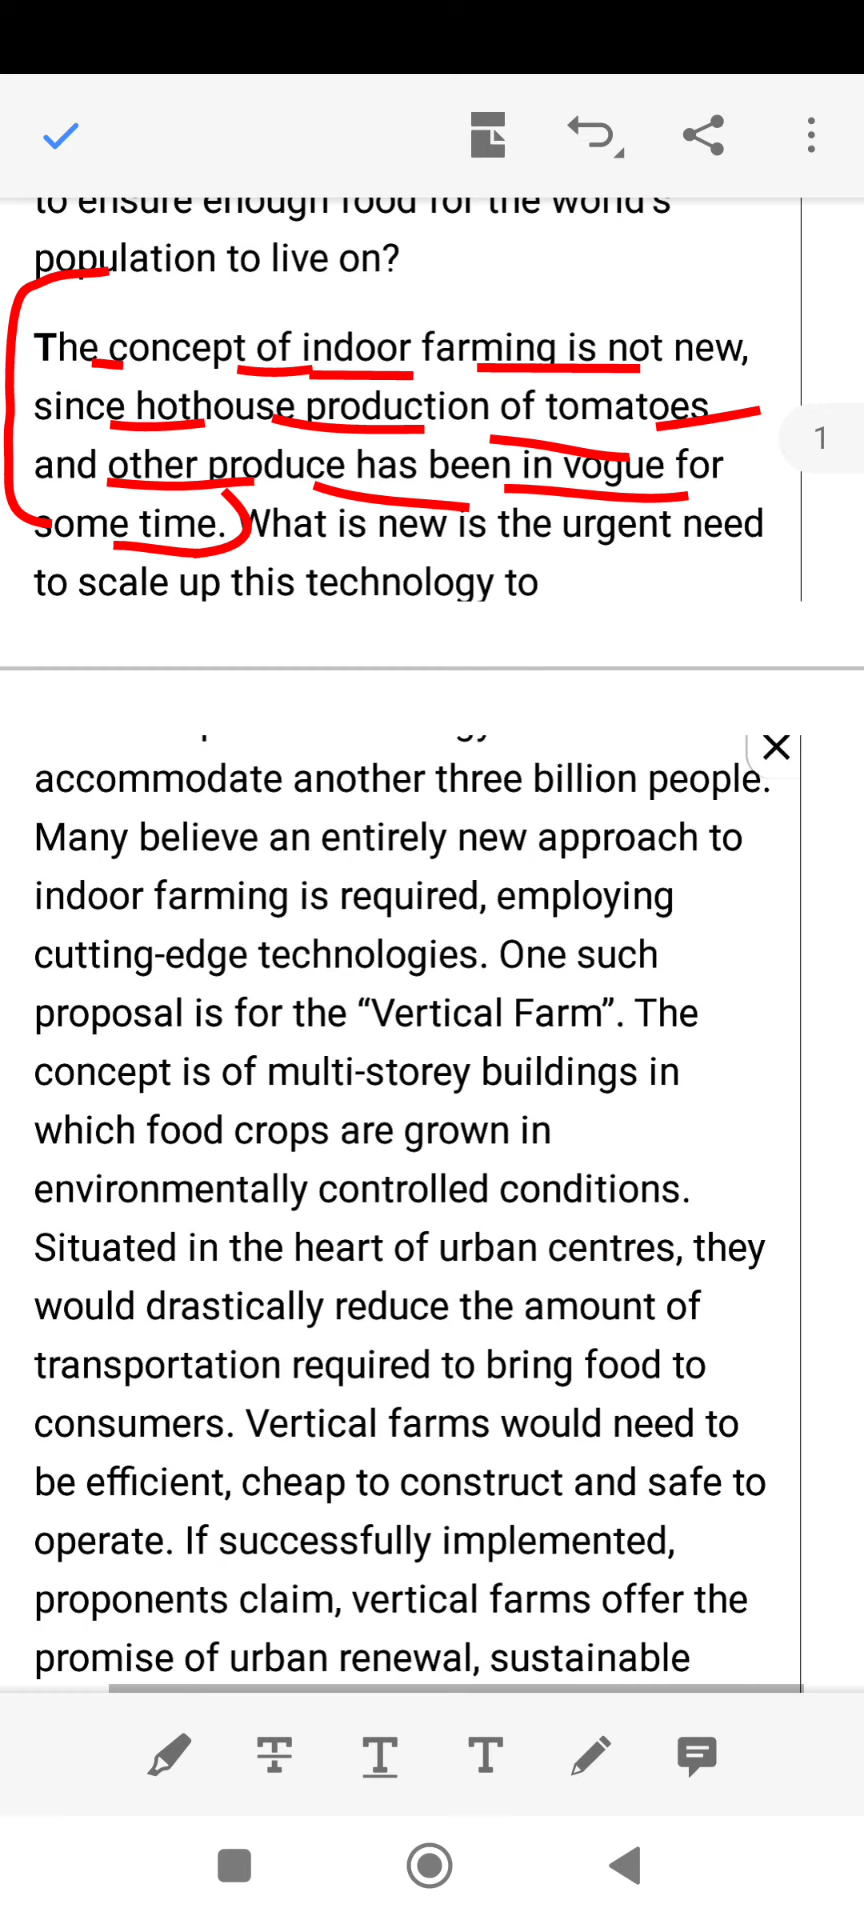 to ensure enough food for the world's
population to live on?
The concept of indoor farming is not new,
since hothouse production of tomatoes
and other produce has been in vogue for
some time. What is new is the urgent need
to scale up this technology to
1
accommodate another three billion people.
Many believe an entirely new approach to
indoor farming is required, employing
cutting-edge technologies. One such
proposal is for the “Vertical Farm”. The
concept is of multi-storey buildings in
which food crops are grown in
environmentally controlled conditions.
Situated in the heart of urban centres, they
would drastically reduce the amount of
transportation required to bring food to
consumers. Vertical farms would need to
be efficient, cheap to construct and safe to
operate. If successfully implemented,
proponents claim, vertical farms offer the
promise of urban renewal, sustainable